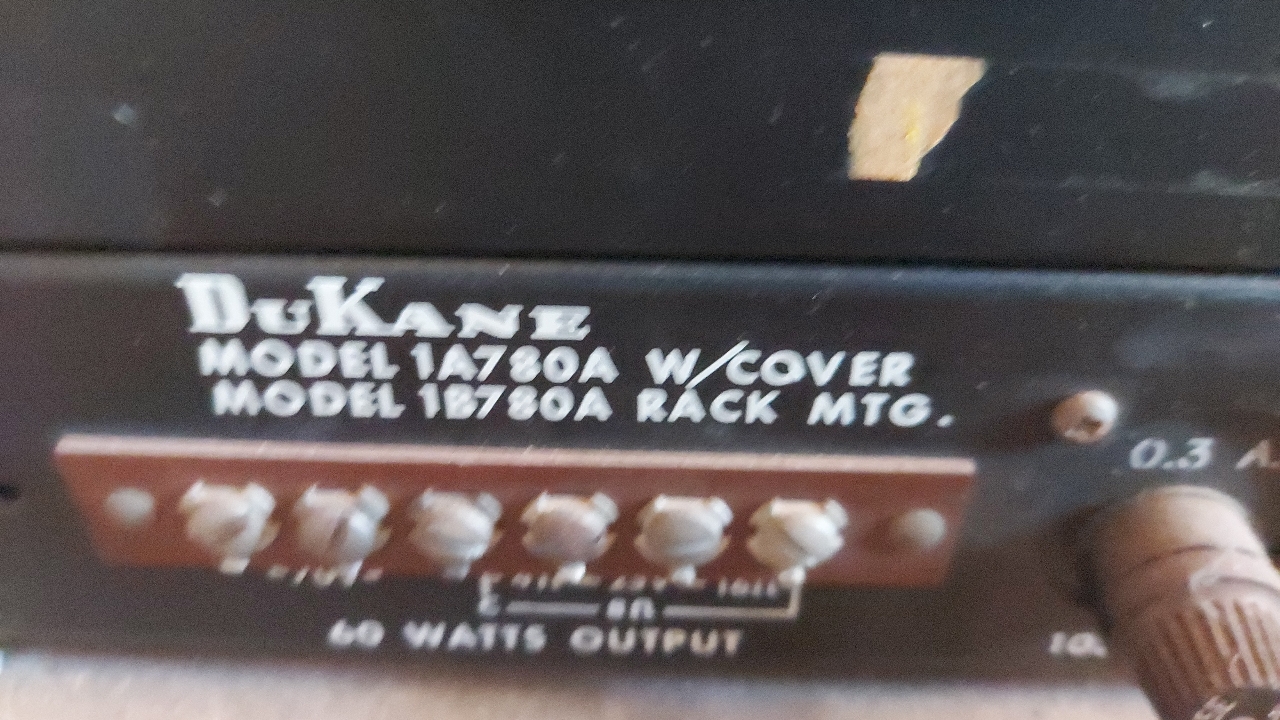 DUKANE
MODEL 1A780A W/COVER
MODEL 1B780A RACK MTG.
0.3 A.
8Ω
60 WATTS OUTPUT